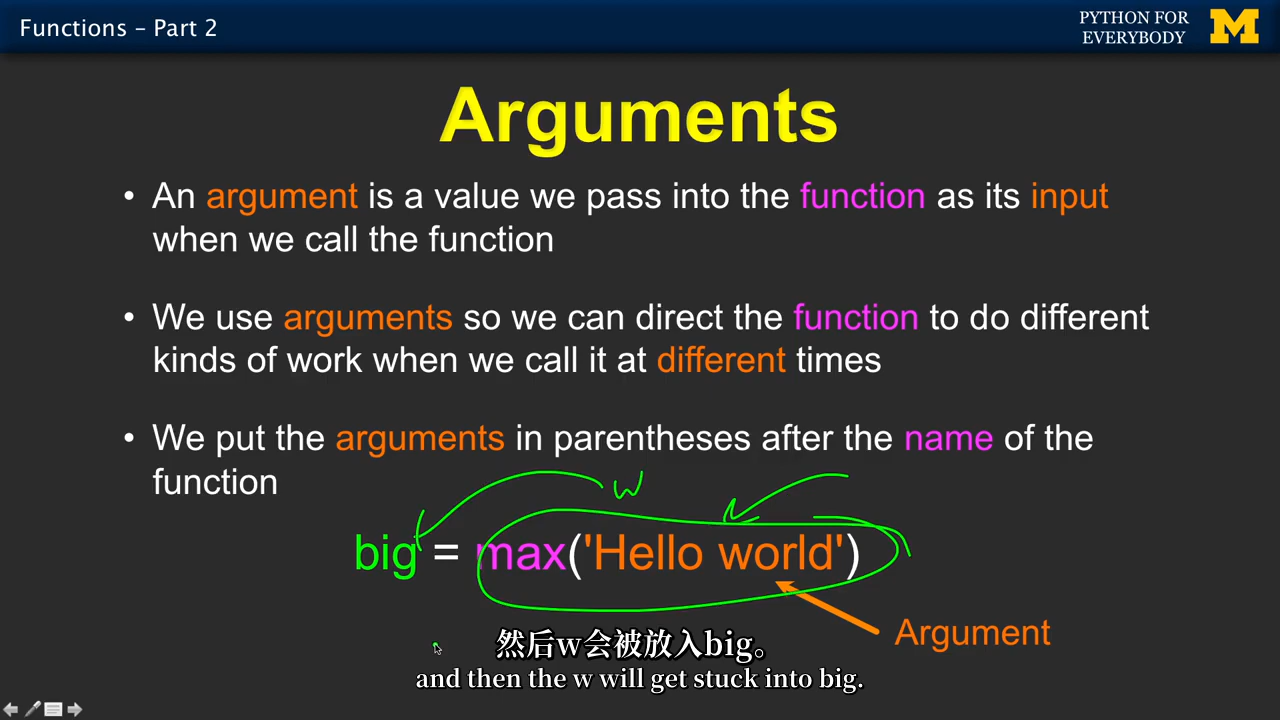 Functions – Part 2
PYTHON FOR
EVERYBODY
M
Arguments
• An argument is a value we pass into the function as its input
when we call the function
• We use arguments so we can direct the function to do different
kinds of work when we call it at different times
• We put the arguments in parentheses after the name of the
function
w
big = max('Hello world')
Argument
然后w会被放入big。
and then the w will get stuck into big.